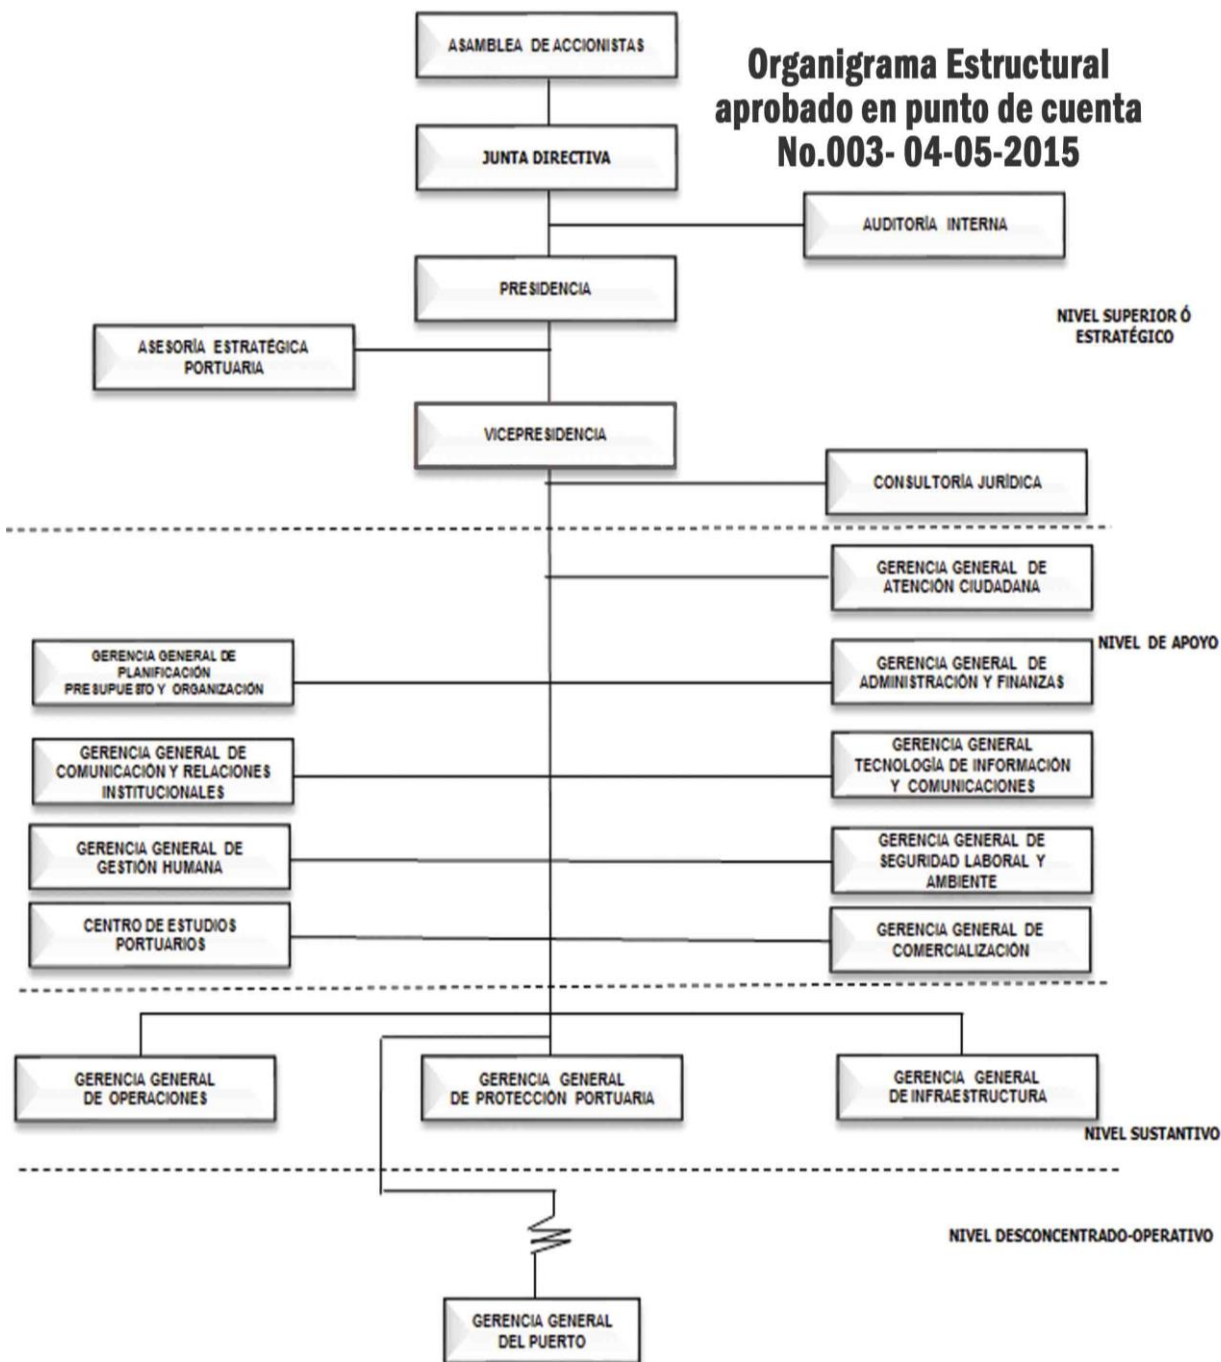 ASAMBLEA DE ACCIONISTAS
Organigrama Estructural
aprobado en punto de cuenta
No.003- 04-05-2015
JUNTA DIRECTIVA
AUDITORÍA INTERNA
PRESIDENCIA
NIVEL SUPERIOR Ó
ESTRATÉGICO
ASESORÍA ESTRATÉGICA
PORTUARIA
VICEPRESIDENCIA
CONSULTORÍA JURÍDICA
GERENCIA GENERAL DE
ATENCIÓN CIUDADANA
NIVEL DE APOYO
GERENCIA GENERAL DE
PLANIFICACIÓN
PRESUPUESTO Y ORGANIZACIÓN
GERENCIA GENERAL DE
ADMINISTRACIÓN Y FINANZAS
GERENCIA GENERAL DE
COMUNICACIÓN Y RELACIONES
INSTITUCIONALES
GERENCIA GENERAL
TECNOLOGÍA DE INFORMACIÓN
Y COMUNICACIONES
GERENCIA GENERAL DE
GESTIÓN HUMANA
GERENCIA GENERAL DE
SEGURIDAD LABORAL Y
AMBIENTE
CENTRO DE ESTUDIOS
PORTUARIOS
GERENCIA GENERAL DE
COMERCIALIZACIÓN
GERENCIA GENERAL
DE OPERACIONES
GERENCIA GENERAL
DE PROTECCIÓN PORTUARIA
GERENCIA GENERAL
DE INFRAESTRUCTURA
NIVEL SUSTANTIVO
NIVEL DESCONCENTRADO-OPERATIVO
GERENCIA GENERAL
DEL PUERTO